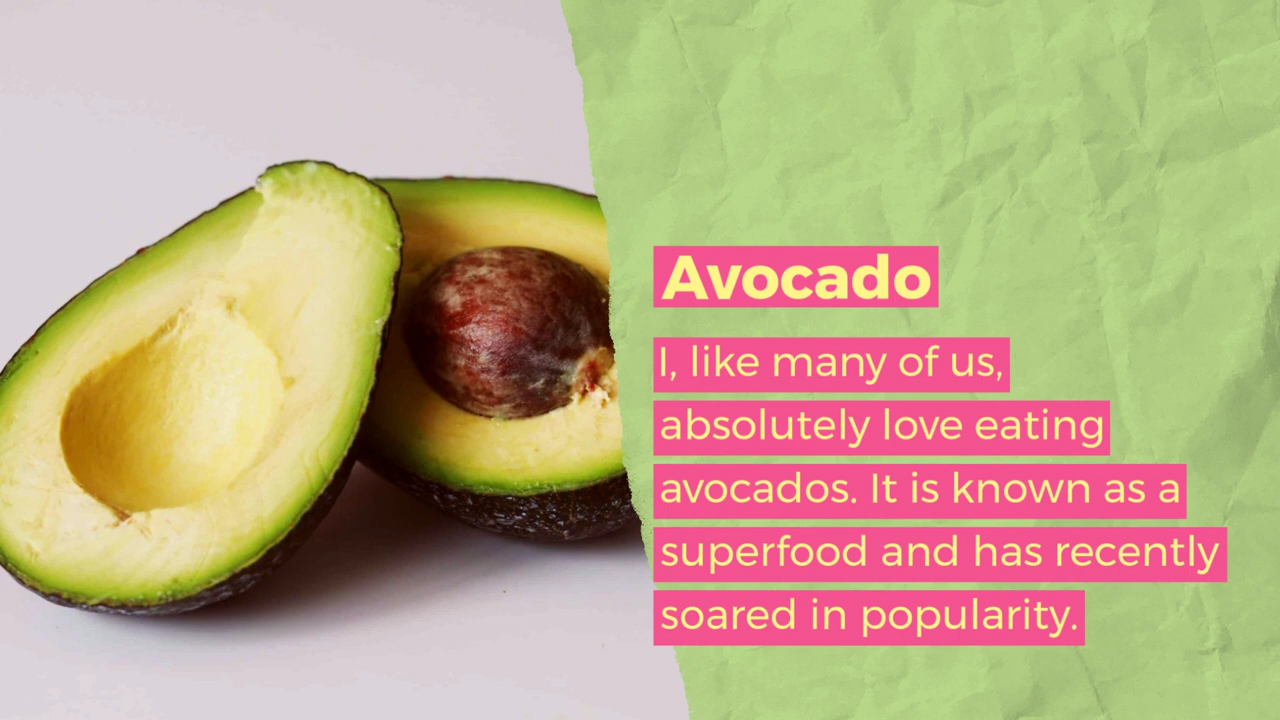 Avocado
I, like many of us,
absolutely love eating
avocados. It is known as a
superfood and has recently
soared in popularity.